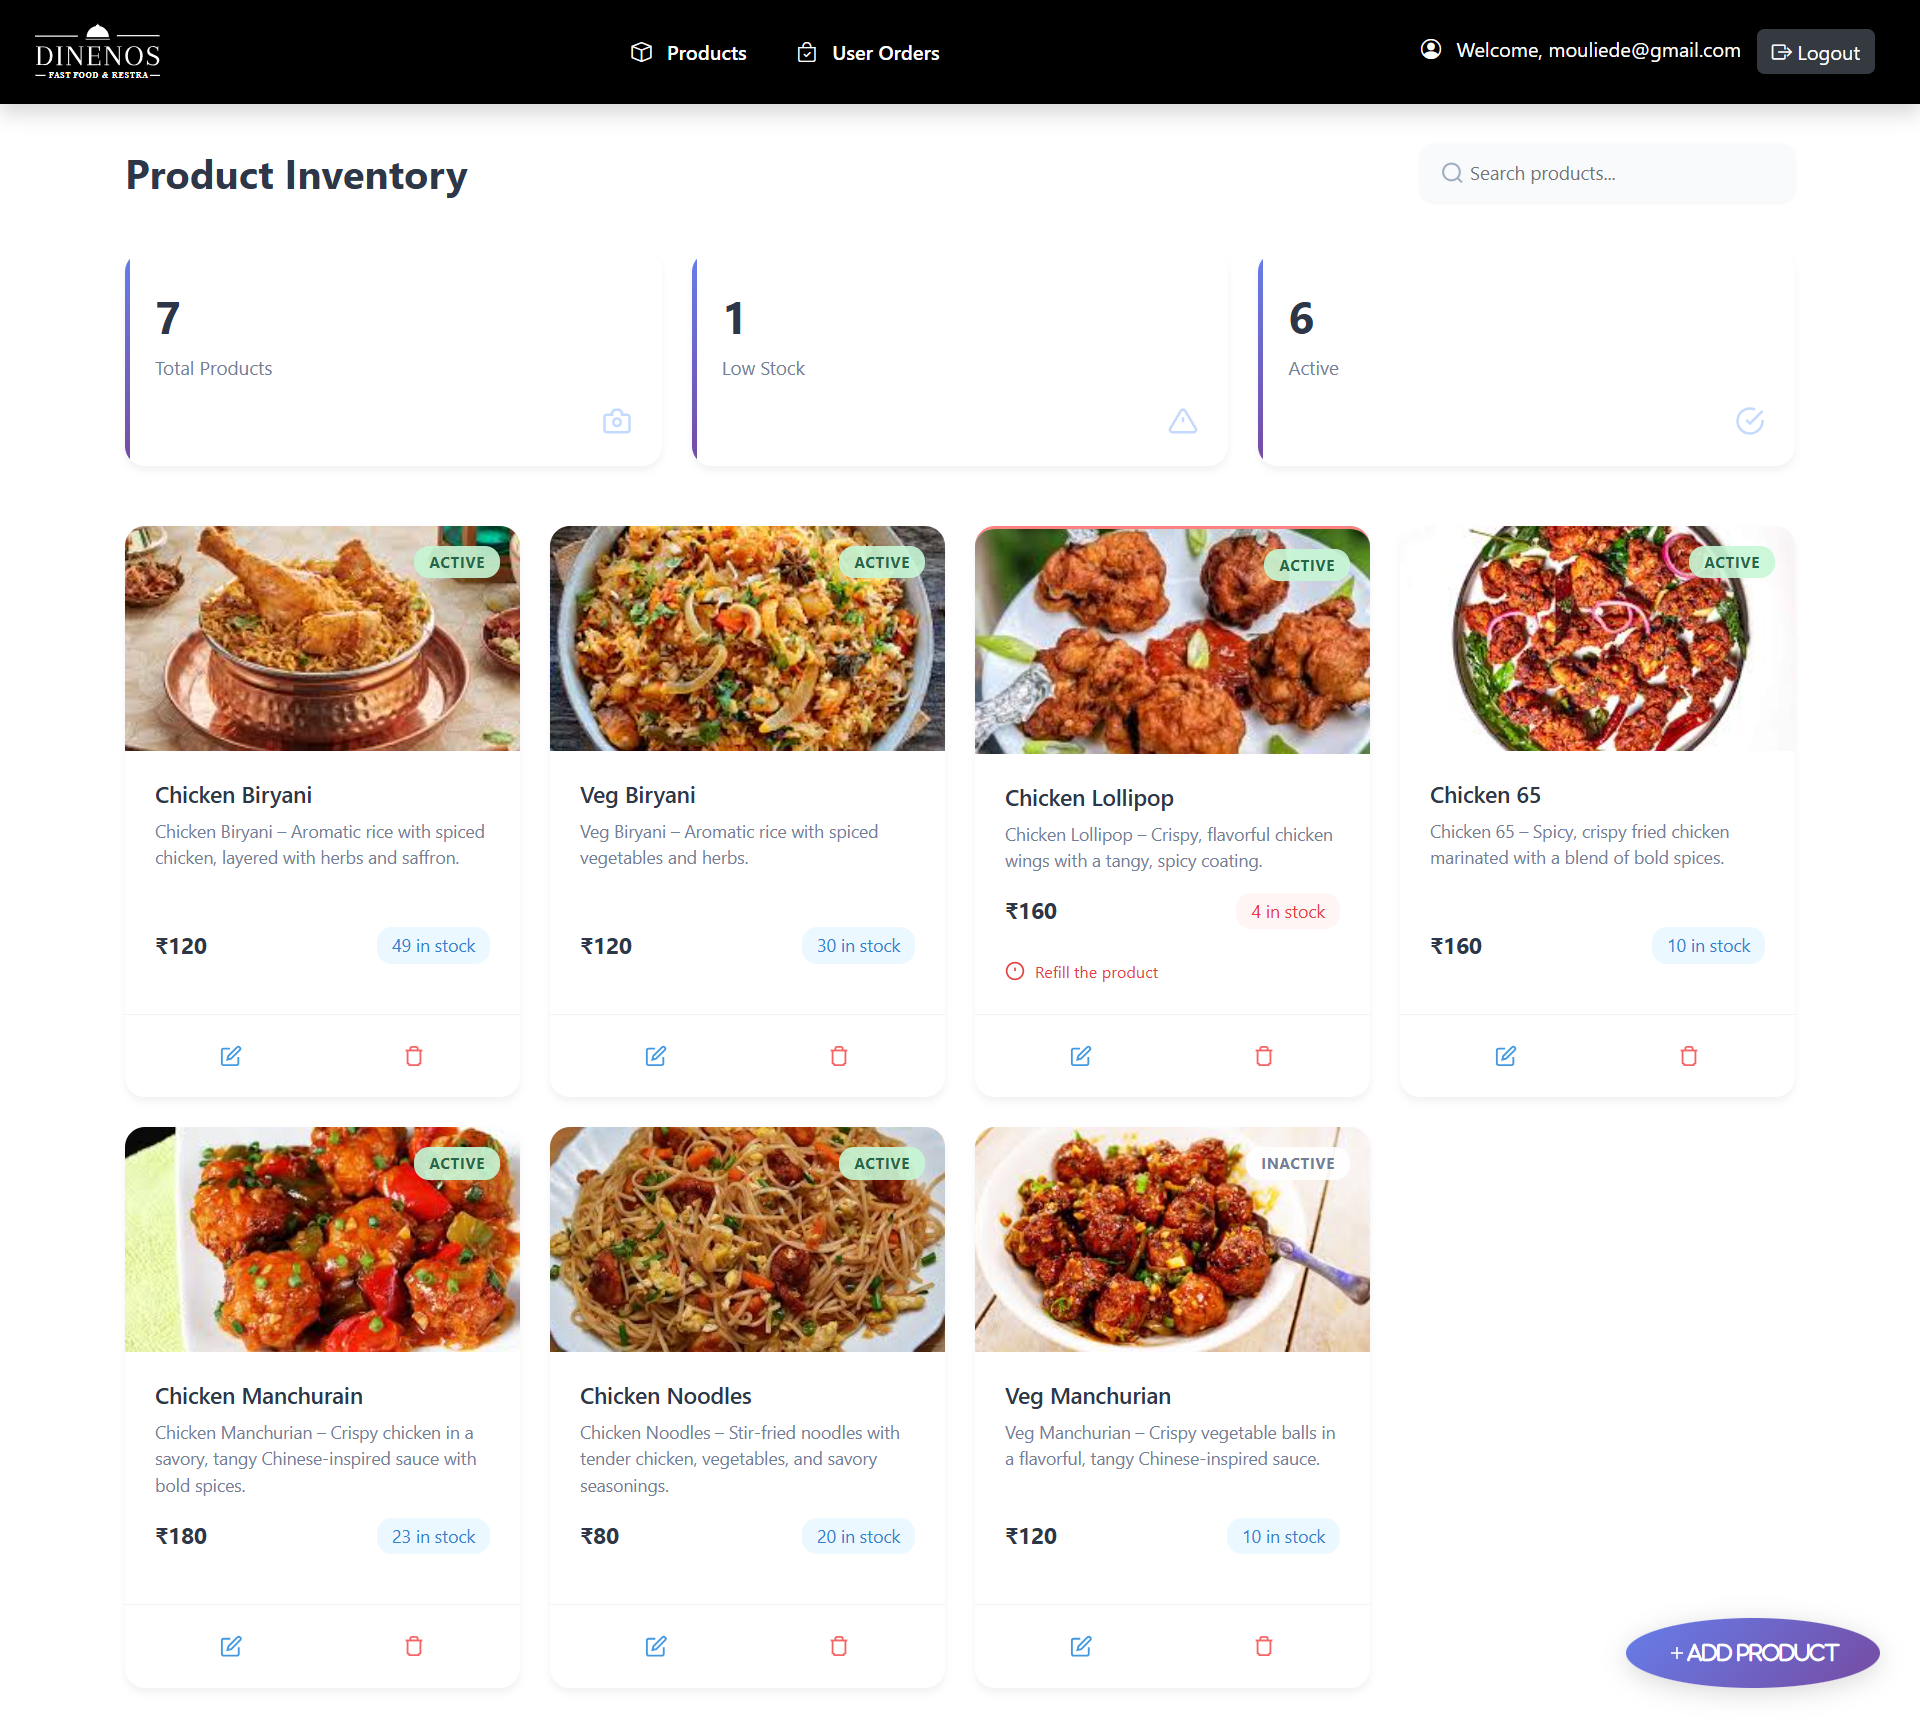 DINENOS
FAST FOOD & RESTRA
Products
User Orders
Welcome, mouliede@gmail.com
Logout
Product Inventory
Search products...
7
Total Products
1
Low Stock
6
Active
ACTIVE
Chicken Biryani
Chicken Biryani – Aromatic rice with spiced
chicken, layered with herbs and saffron.
₹120
49 in stock
ACTIVE
Veg Biryani
Veg Biryani – Aromatic rice with spiced
vegetables and herbs.
₹120
30 in stock
ACTIVE
Chicken Lollipop
Chicken Lollipop – Crispy, flavorful chicken
wings with a tangy, spicy coating.
₹160
4 in stock
Refill the product
ACTIVE
Chicken 65
Chicken 65 – Spicy, crispy fried chicken
marinated with a blend of bold spices.
₹160
10 in stock
ACTIVE
Chicken Manchurain
Chicken Manchurian – Crispy chicken in a
savory, tangy Chinese-inspired sauce with
bold spices.
₹180
23 in stock
ACTIVE
Chicken Noodles
Chicken Noodles – Stir-fried noodles with
tender chicken, vegetables, and savory
seasonings.
₹80
20 in stock
INACTIVE
Veg Manchurian
Veg Manchurian – Crispy vegetable balls in
a flavorful, tangy Chinese-inspired sauce.
₹120
10 in stock
+ ADD PRODUCT